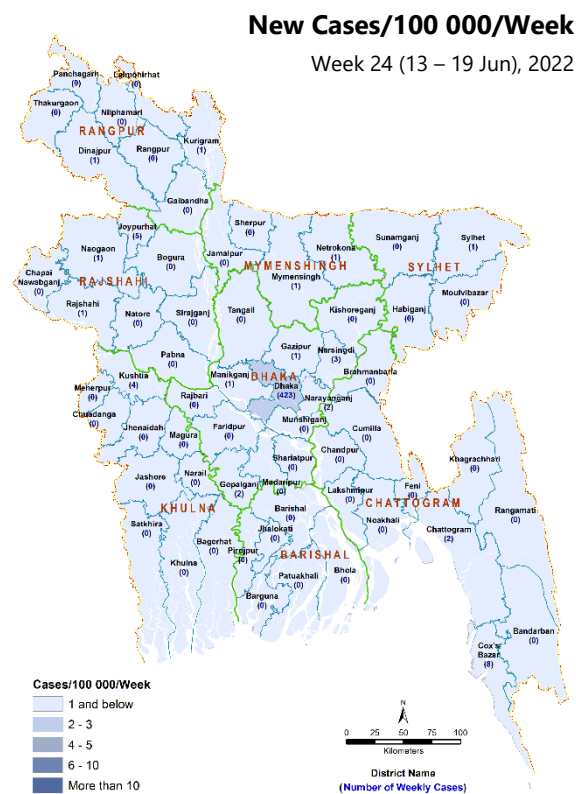 New Cases/100 000/Week
Week 24 (13 – 19 Jun), 2022
Panchagarh
(0)
Lalmonirhat
(0)
Thakurgaon
(0)
Nilphamari
(0)
RANGPUR
Kurigram
(1)
Dinajpur
(1)
Rangpur
(0)
Gaibandha
(0)
Joypurhat
(5)
Sherpur
(0)
Naogaon
(1)
Bogura
(0)
Jamalpur
(0)
Netrokona
(1)
Sunamganj
(0)
Sylhet
(1)
MYMENSINGH
SYLHET
Chapai
Nawabganj
(0)
RAJSHAHI
Mymensingh
(1)
Moulvibazar
(0)
Rajshahi
(1)
Natore
(0)
Sirajganj
(0)
Tangail
(0)
Kishoreganj
(0)
Habiganj
(0)
Pabna
(0)
Gazipur
(1)
Narsingdi
(3)
Brahmanbaria
(0)
Meherpur
(0)
Kushtia
(4)
Manikganj
(1)
DHAKA
Dhaka
(423)
Rajbari
(0)
Narayanganj
(2)
Chuadanga
(0)
Jhenaidah
(0)
Magura
(0)
Faridpur
(0)
Munshiganj
(0)
Cumilla
(0)
Chandpur
(0)
Khagrachhari
(0)
Jashore
(0)
Narail
(0)
Gopalganj
(2)
Shariatpur
(0)
Madaripur
(0)
Lakshmipur
(0)
Feni
(0)
CHATTOGRAM
Rangamati
(0)
KHULNA
Satkhira
(0)
Barishal
(0)
Noakhali
(0)
Chattogram
(2)
Jhalokati
(0)
Bagerhat
(0)
Pirojpur
(0)
BARISHAL
Khulna
(0)
Patuakhali
(0)
Bhola
(0)
Barguna
(0)
Bandarban
(0)
Cox's
Bazar
(8)
Cases/100 000/Week
1 and below
2 - 3
4 - 5
6 - 10
More than 10
N
0 25 50 75 100
Kilometers
District Name
(Number of Weekly Cases)